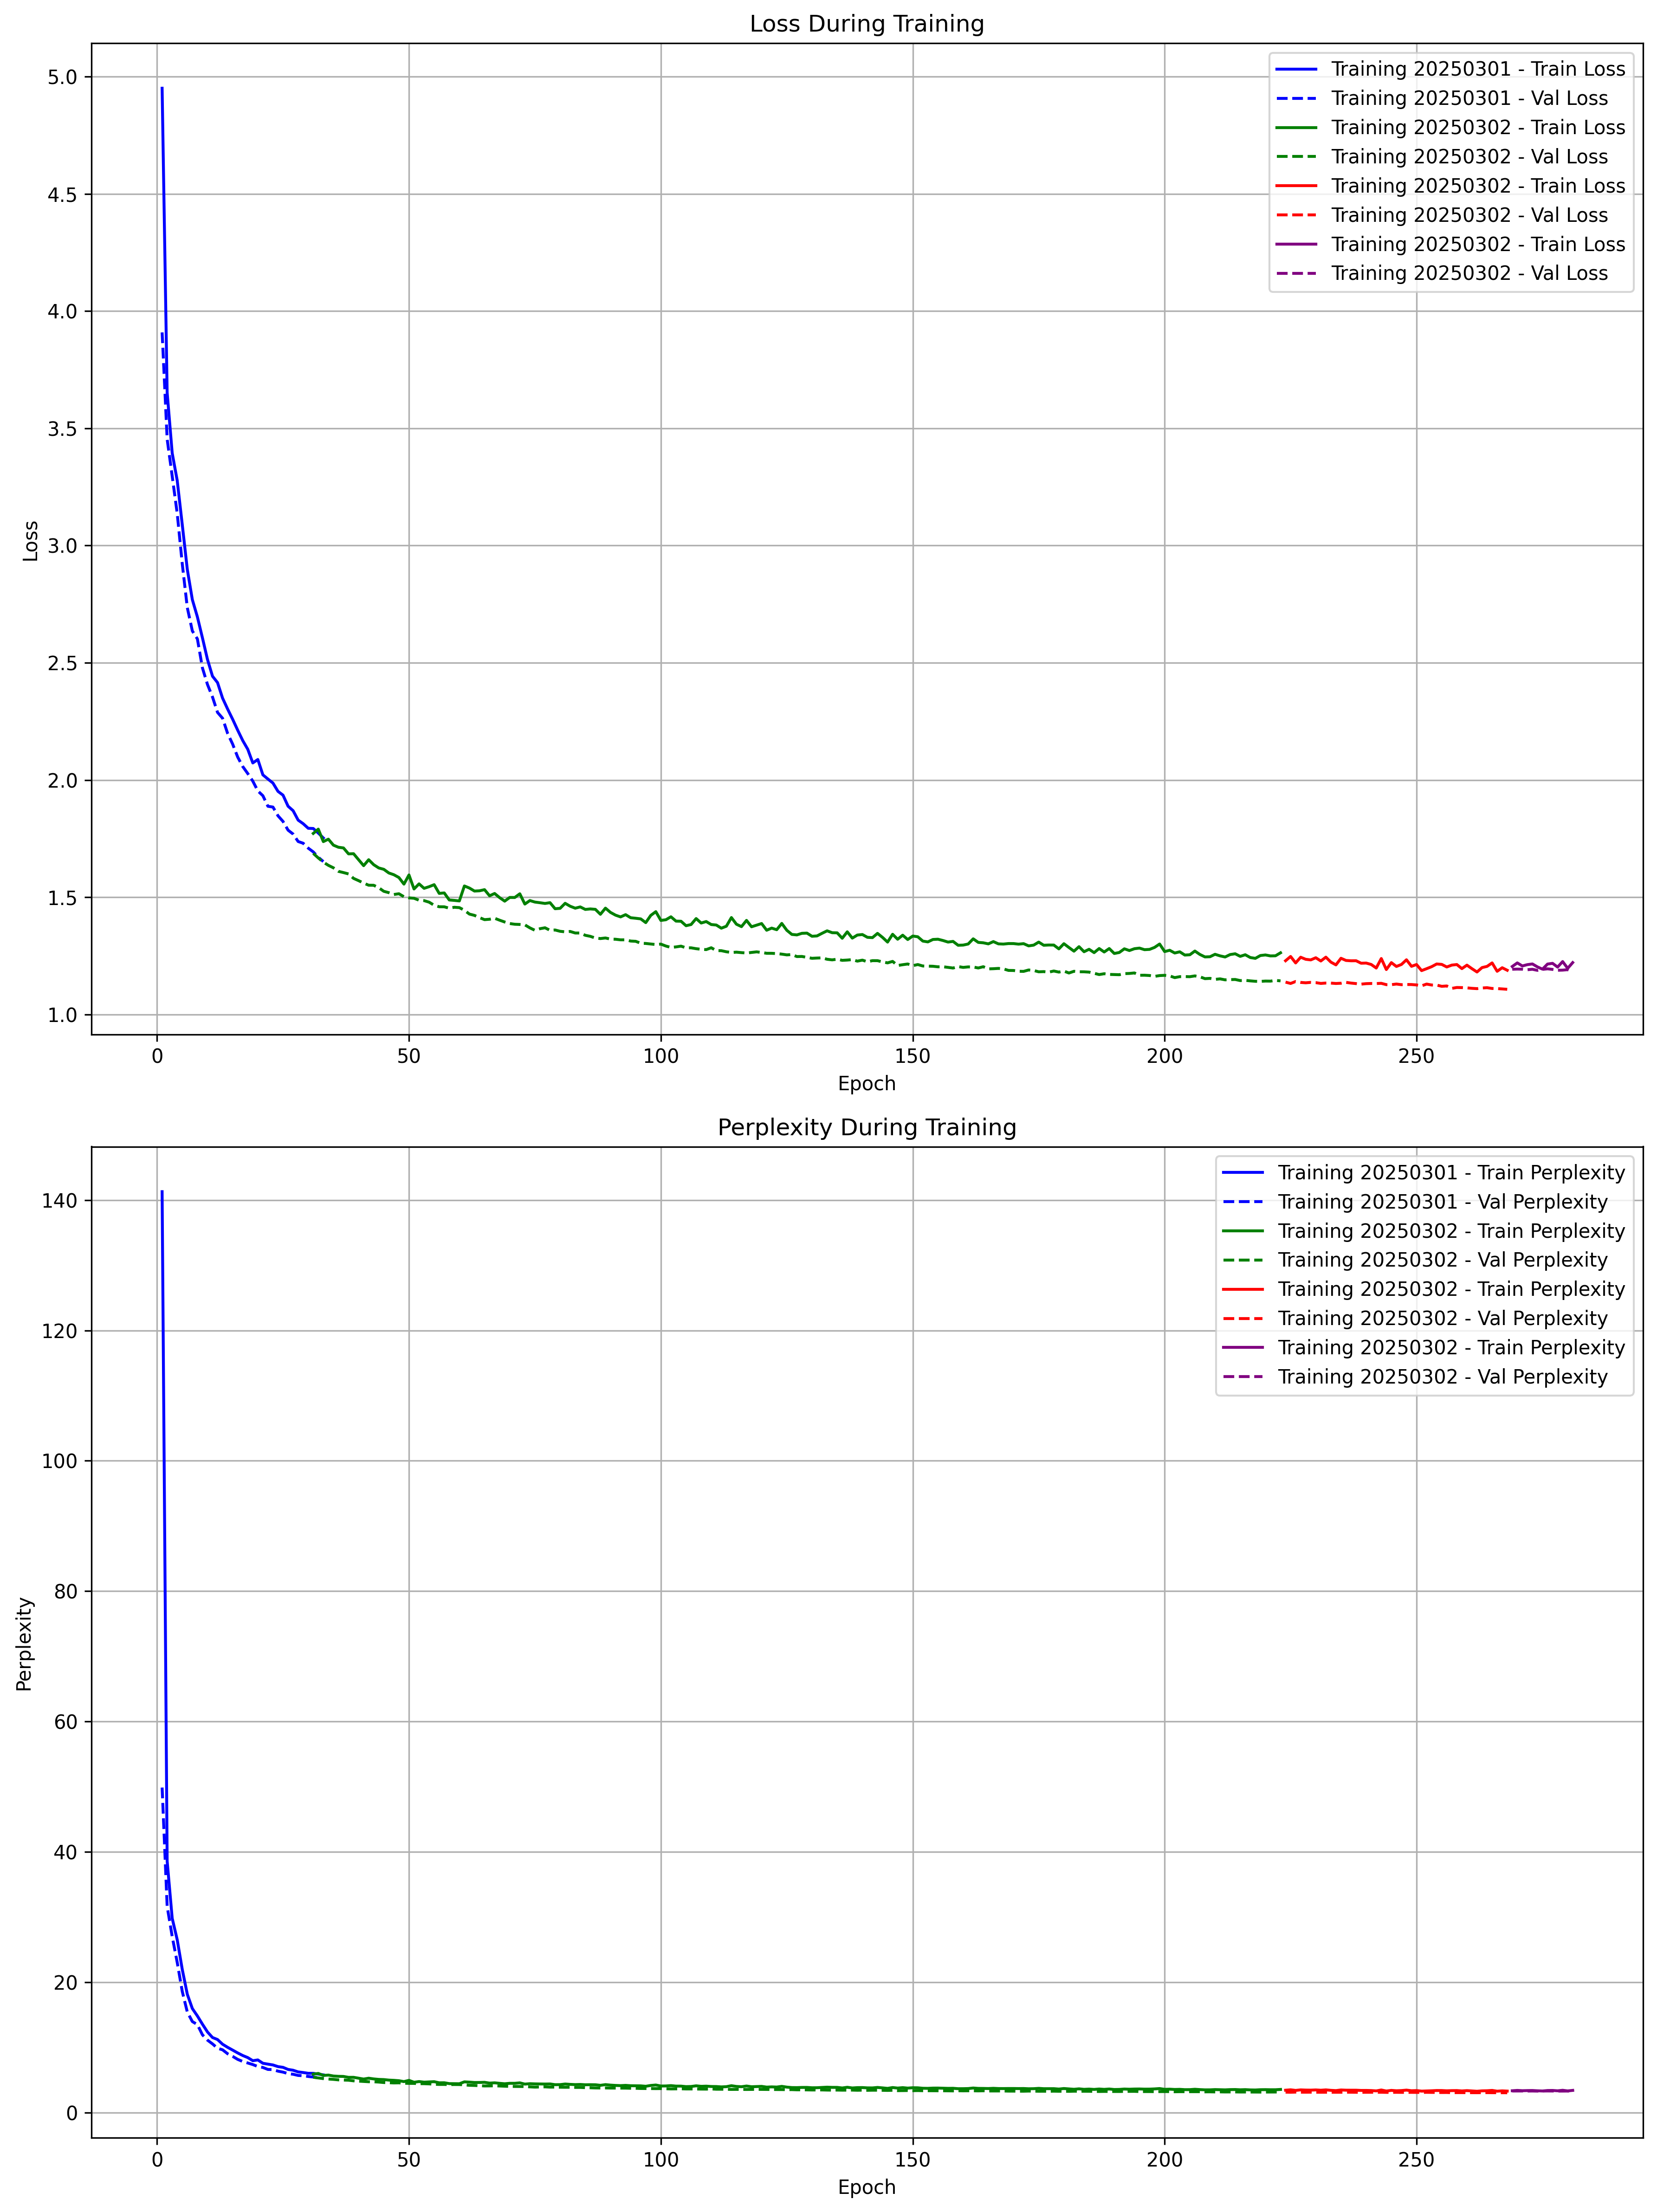 Loss During Training
Training 20250301 - Train Loss
Training 20250301 - Val Loss
Training 20250302 - Train Loss
Training 20250302 - Val Loss
Training 20250302 - Train Loss
Training 20250302 - Val Loss
Training 20250302 - Train Loss
Training 20250302 - Val Loss
5.0
4.5
4.0
3.5
3.0
2.5
2.0
1.5
1.0
Loss
0 50 100 150 200 250
Epoch
Perplexity During Training
Training 20250301 - Train Perplexity
Training 20250301 - Val Perplexity
Training 20250302 - Train Perplexity
Training 20250302 - Val Perplexity
Training 20250302 - Train Perplexity
Training 20250302 - Val Perplexity
Training 20250302 - Train Perplexity
Training 20250302 - Val Perplexity
140
120
100
80
60
40
20
0
Perplexity
0 50 100 150 200 250
Epoch